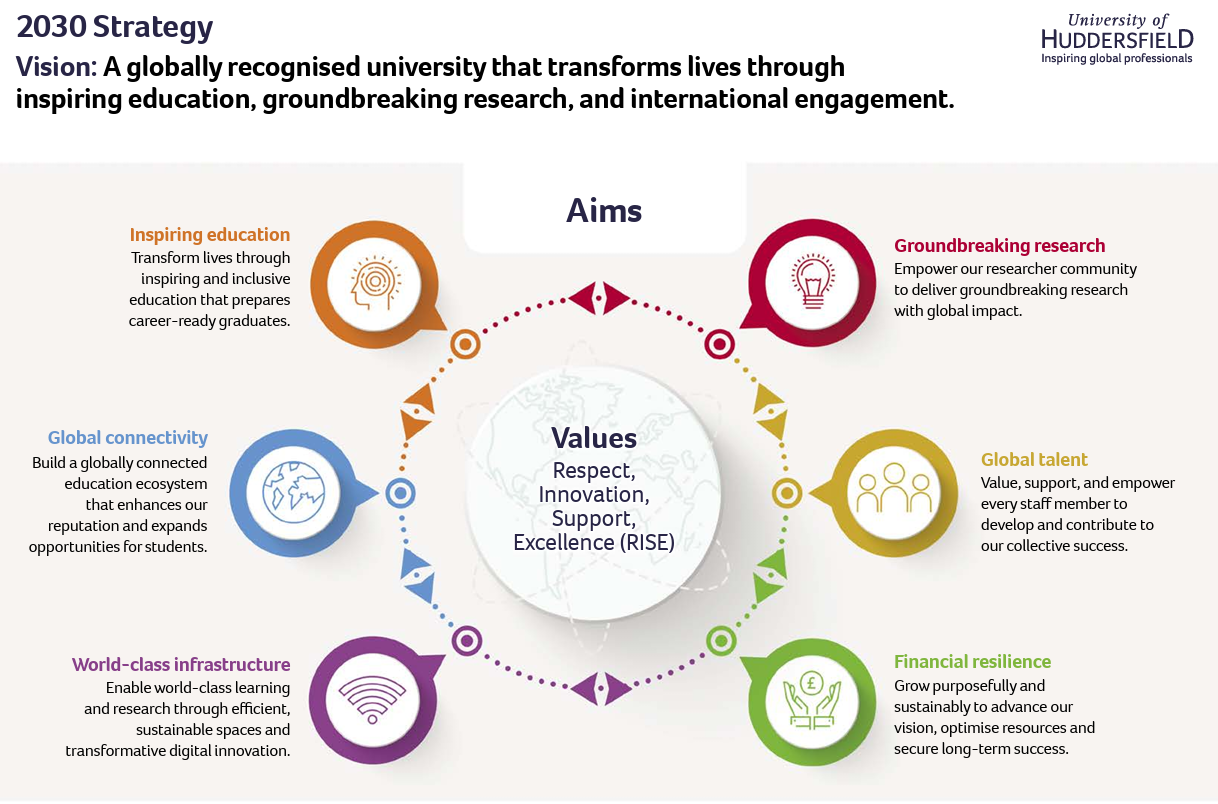 2030 Strategy
Vision: A globally recognised university that transforms lives through
inspiring education, groundbreaking research, and international engagement.
University of
HUDDERSFIELD
Inspiring global professionals
Aims
Inspiring education
Transform lives through
inspiring and inclusive
education that prepares
career-ready graduates.
Groundbreaking research
Empower our researcher community
to deliver groundbreaking research
with global impact.
Global connectivity
Build a globally connected
education ecosystem
that enhances our
reputation and expands
opportunities for students.
Values
Respect,
Innovation,
Support,
Excellence (RISE)
Global talent
Value, support, and empower
every staff member to
develop and contribute to
our collective success.
World-class infrastructure
Enable world-class learning
and research through efficient,
sustainable spaces and
transformative digital innovation.
£
Financial resilience
Grow purposefully and
sustainably to advance our
vision, optimise resources and
secure long-term success.